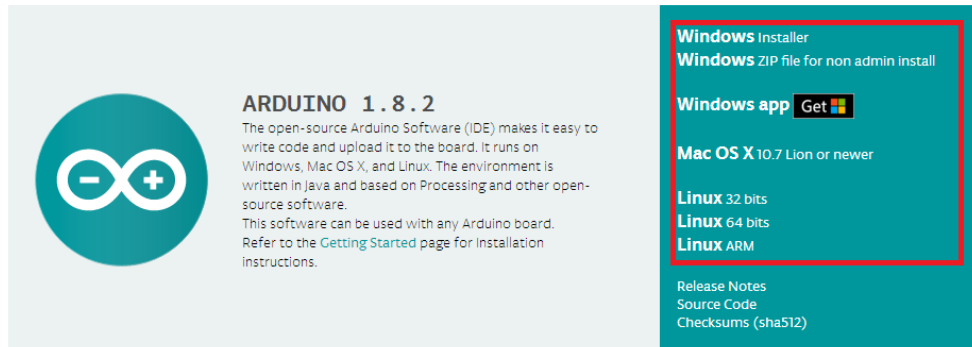 ARDUINO 1.8.2
The open-source Arduino Software (IDE) makes it easy to
write code and upload it to the board. It runs on
Windows, Mac OS X, and Linux. The environment is
written in Java and based on Processing and other open-
source software.
This software can be used with any Arduino board.
Refer to the Getting Started page for Installation
instructions.
Windows Installer
Windows ZIP file for non admin install
Windows app Get
Mac OS X 10.7 Lion or newer
Linux 32 bits
Linux 64 bits
Linux ARM
Release Notes
Source Code
Checksums (sha512)